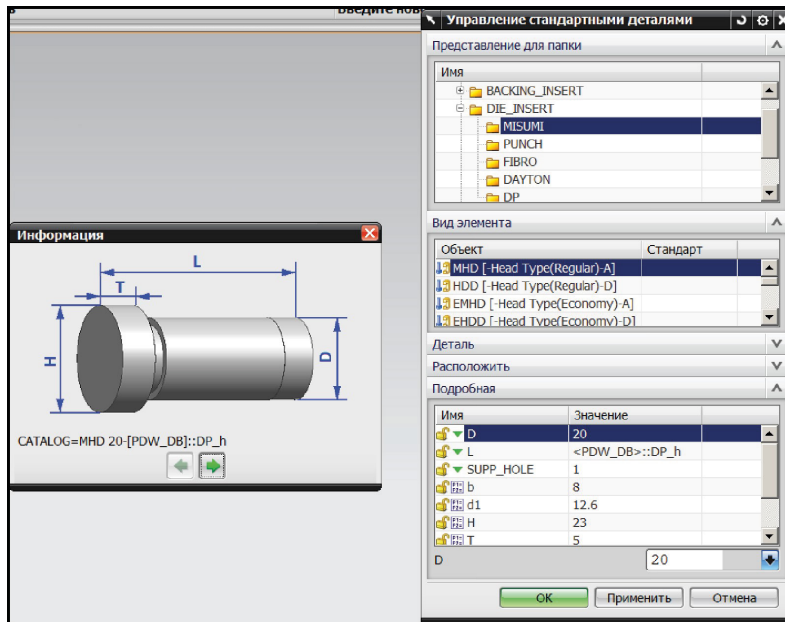 Введите нов
Управление стандартными деталями
Представление для папки
Имя
BACKING_INSERT
DIE_INSERT
MISUMI
PUNCH
FIBRO
DAYTON
DP
Вид элемента
Объект Стандарт
MHD [-Head Type(Regular)-A]
HDD [-Head Type(Regular)-D]
EMHD [-Head Type(Economy)-A]
EHDD [-Head Type(Economy)-D]
Деталь
Расположить
Подробная
Имя Значение
D 20
L <PDW_DB>::DP_h
SUPP_HOLE 1
b 8
d1 12.6
H 23
T 5
D 20
OK Применить Отмена
Информация
L
T
H
D
CATALOG=MHD 20-[PDW_DB]::DP_h